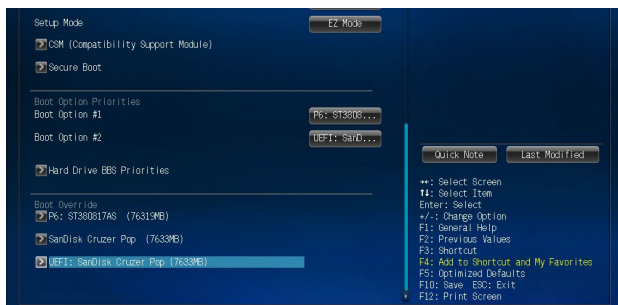 Setup Mode
EZ Mode
CSM (Compatibility Support Module)
Secure Boot
Boot Option Priorities
Boot Option #1
P6: ST3808...
Boot Option #2
UEFI: SanD...
Hard Drive BBS Priorities
Boot Override
P6: ST380817AS (76319MB)
SanDisk Cruzer Pop (7633MB)
UEFI: SanDisk Cruzer Pop (7633MB)
Quick Note
Last Modified
→←: Select Screen
↑↓: Select Item
Enter: Select
+/-: Change Option
F1: General Help
F2: Previous Values
F3: Shortcut
F4: Add to Shortcut and My Favorites
F5: Optimized Defaults
F10: Save ESC: Exit
F12: Print Screen